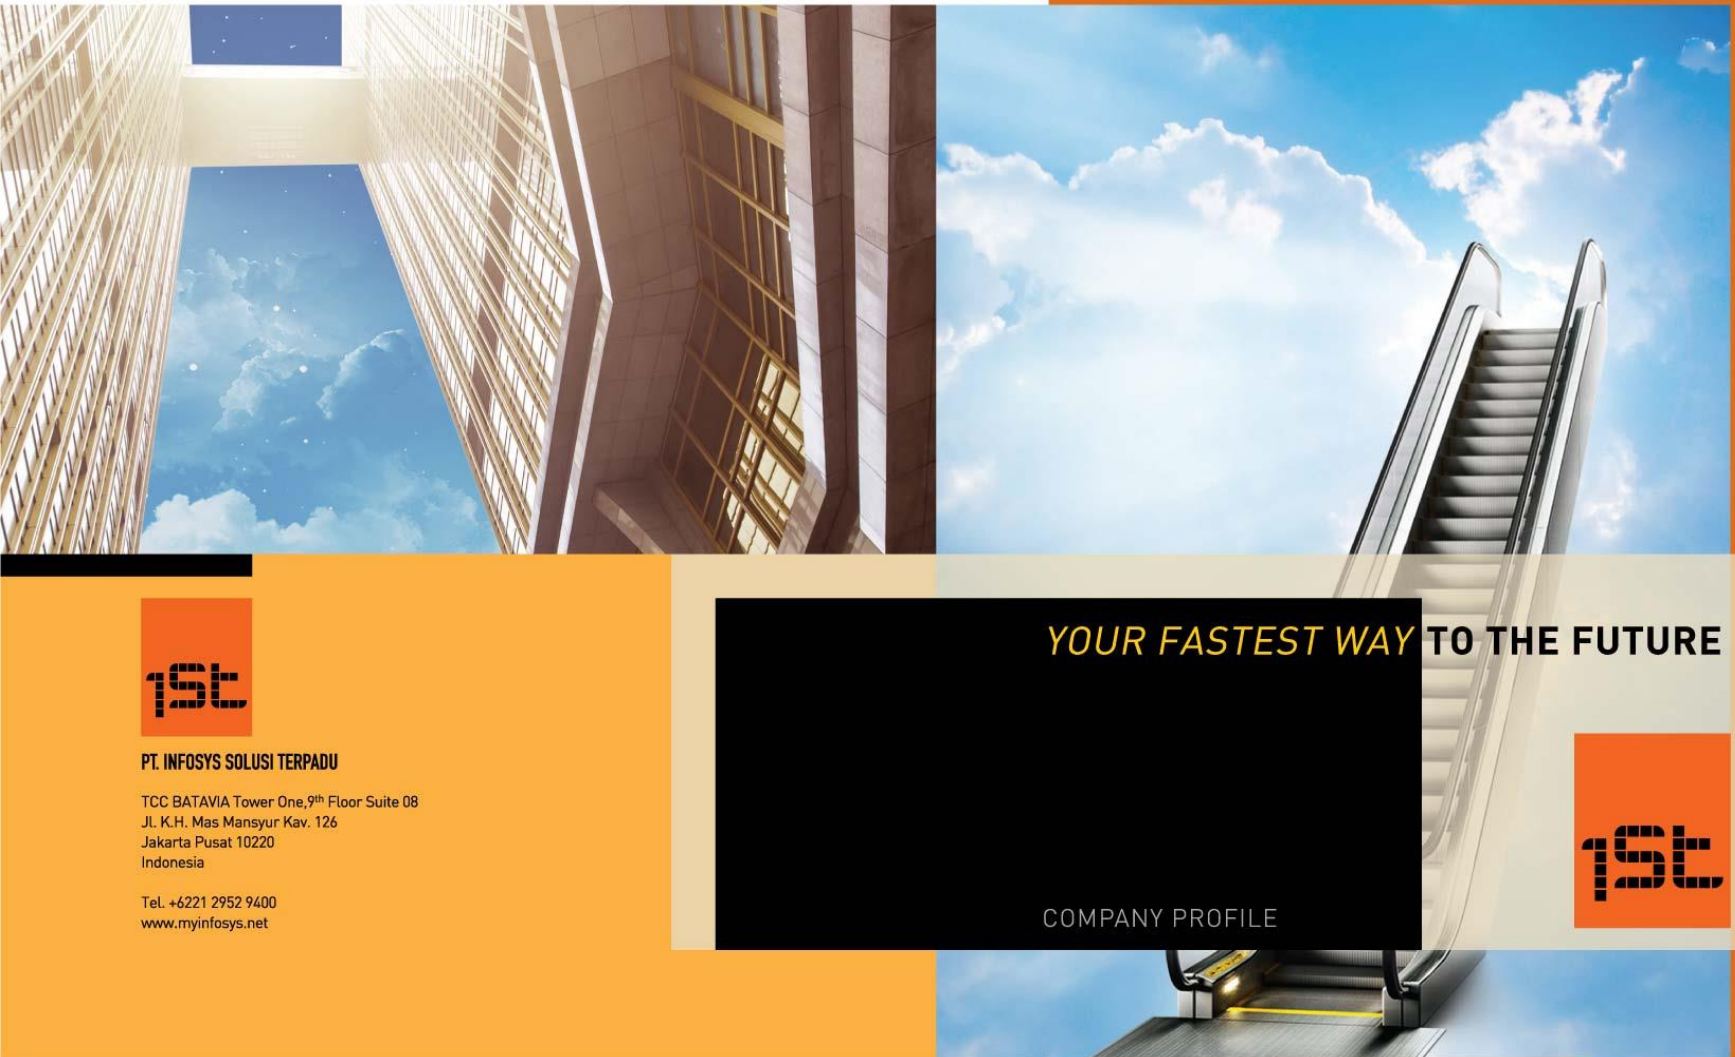 1St
PT. INFOSYS SOLUSI TERPADU
TCC BATAVIA Tower One,9th Floor Suite 08
Jl. K.H. Mas Mansyur Kav. 126
Jakarta Pusat 10220
Indonesia
Tel. +6221 2952 9400
www.myinfosys.net
YOUR FASTEST WAY TO THE FUTURE
1St
COMPANY PROFILE